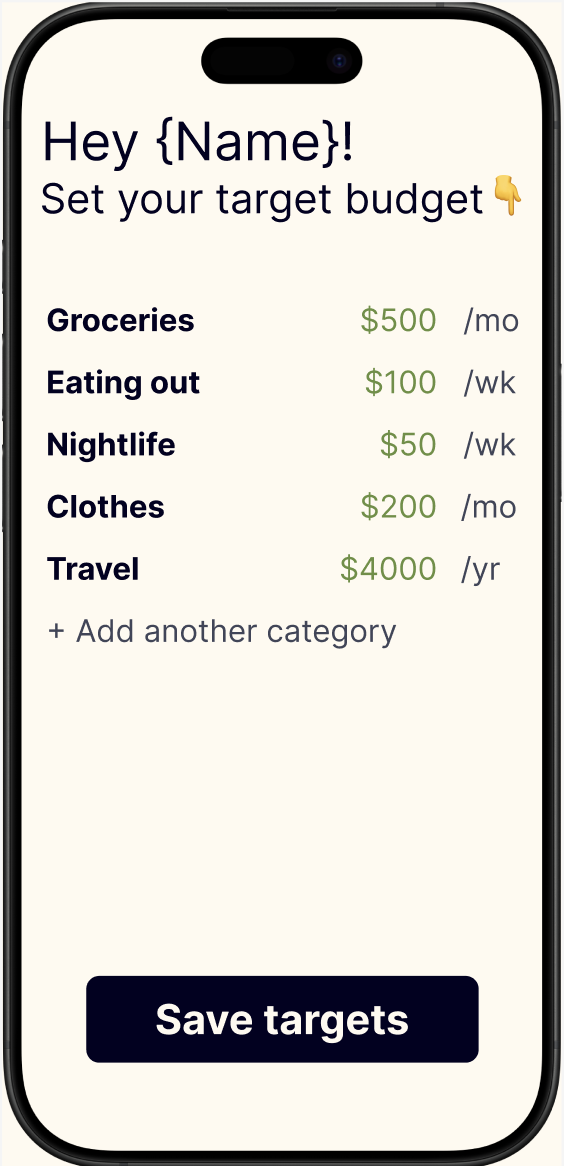 Hey {Name}!
Set your target budget👇
Groceries $500 /mo
Eating out $100 /wk
Nightlife $50 /wk
Clothes $200 /mo
Travel $4000 /yr
+ Add another category
Save targets